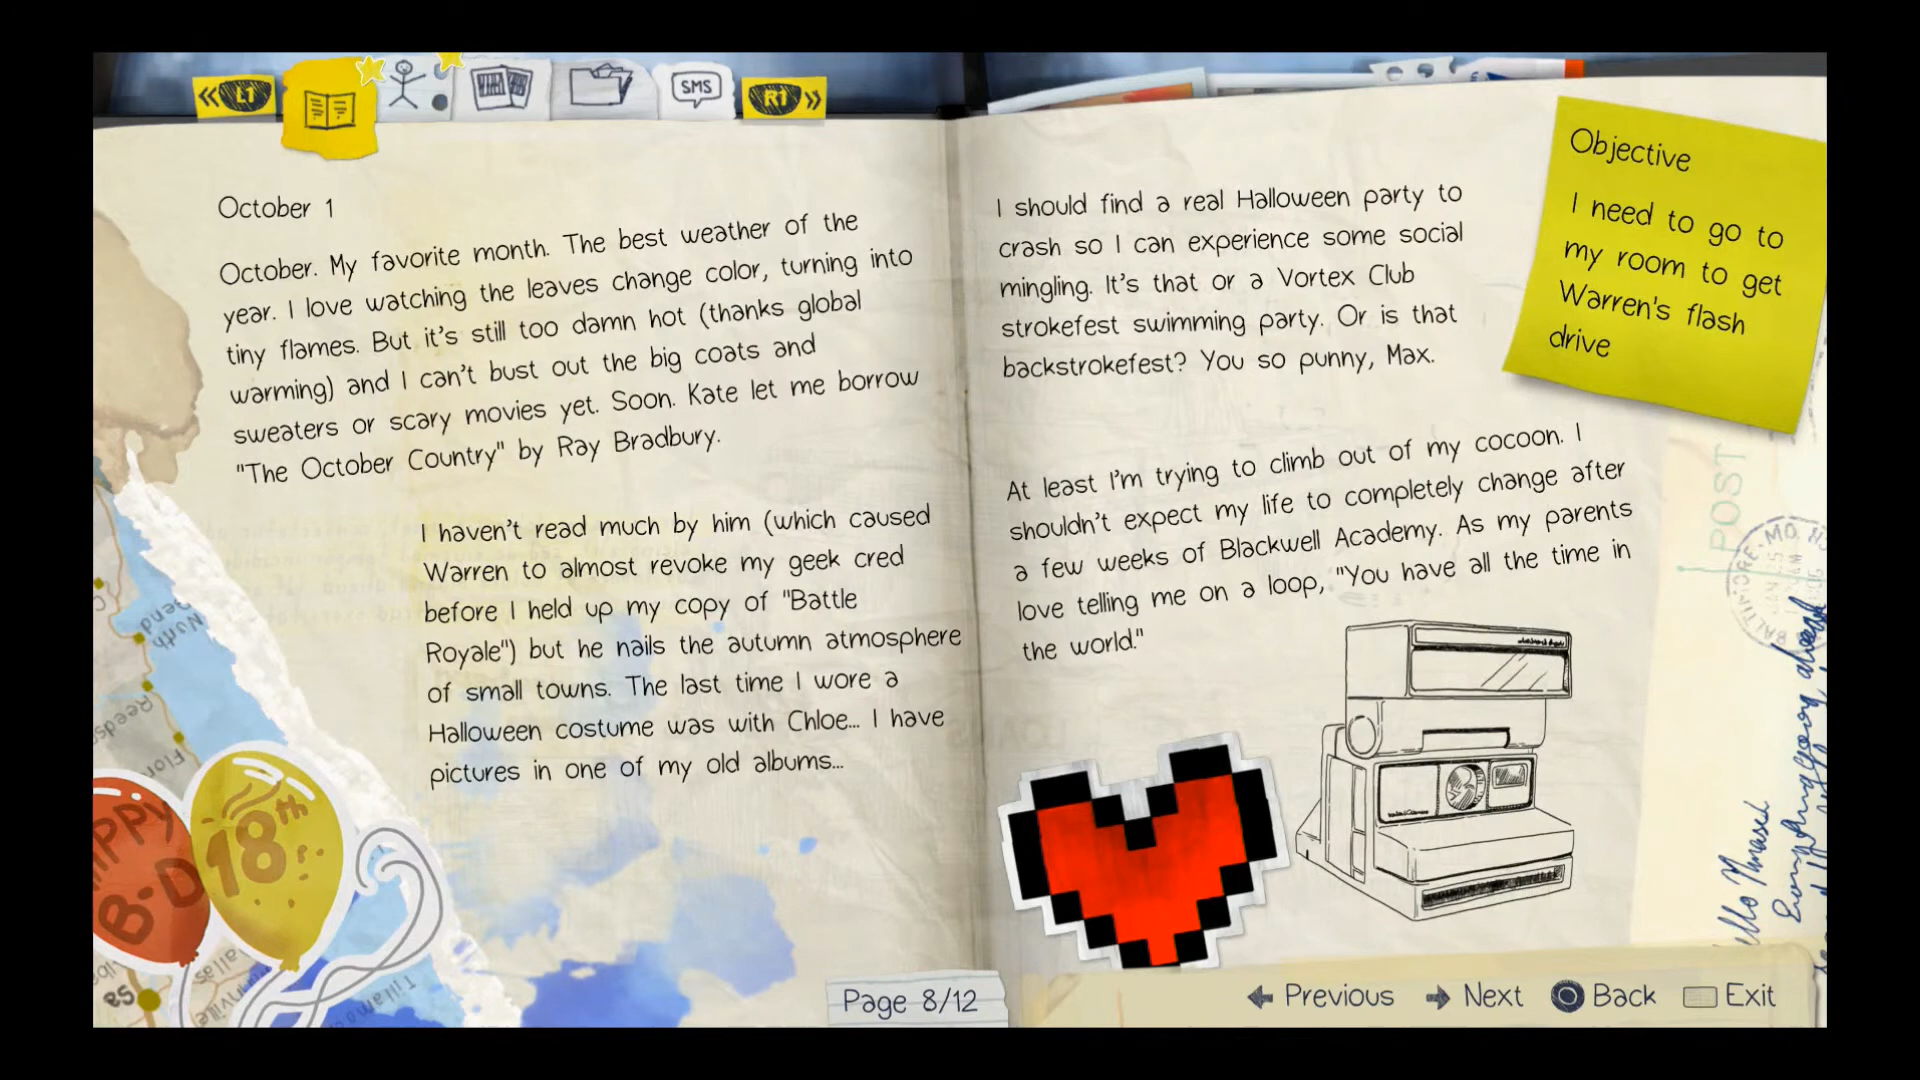 L1
SMS
R1
October 1
October. My favorite month. The best weather of the
year. I love watching the leaves change color, turning into
tiny flames. But it's still too damn hot (thanks global
warming) and I can't bust out the big coats and
sweaters or scary movies yet. Soon. Kate let me borrow
"The October Country" by Ray Bradbury.
I haven't read much by him (which caused
Warren to almost revoke my geek cred
before I held up my copy of "Battle
Royale") but he nails the autumn atmosphere
of small towns. The last time I wore a
Halloween costume was with Chloe... I have
pictures in one of my old albums...
HAPPY
B-D
18th
North
Bend
Reeds
Flor
I should find a real Halloween party to
crash so I can experience some social
mingling. It's that or a Vortex Club
strokefest swimming party. Or is that
backstrokefest? You so punny, Max.
At least I'm trying to climb out of my cocoon. I
shouldn't expect my life to completely change after
a few weeks of Blackwell Academy. As my parents
love telling me on a loop, "You have all the time in
the world."
Objective
I need to go to
my room to get
Warren's flash
drive
POST
BALTIMORE, MD.
Page 8/12
Previous
Next
Back
Exit